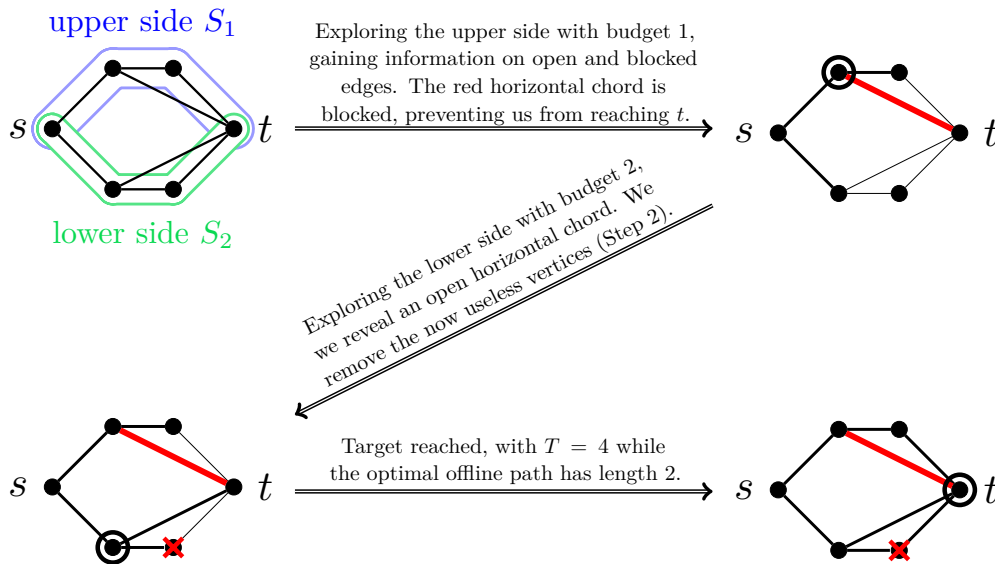 upper side S₁
s
t
lower side S₂
Exploring the upper side with budget 1,
gaining information on open and blocked
edges. The red horizontal chord is
blocked, preventing us from reaching t.
s
t
Exploring the lower side with budget 2,
we reveal an open horizontal chord. We
remove the now useless vertices (Step 2).
s
t
Target reached, with T = 4 while
the optimal offline path has length 2.
s
t